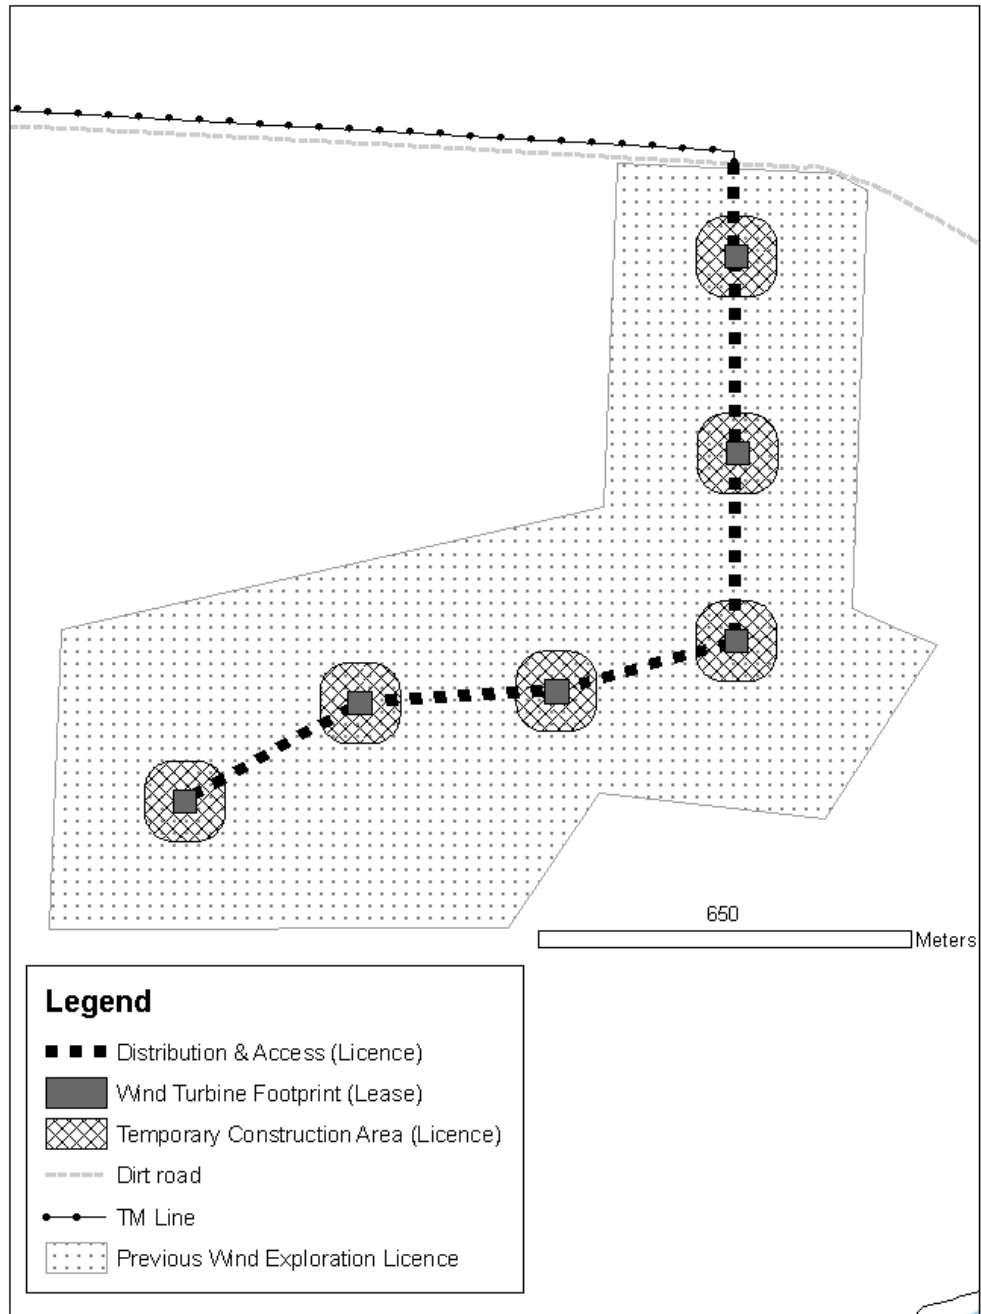 650
Meters
Legend
Distribution & Access (Licence)
Wind Turbine Footprint (Lease)
Temporary Construction Area (Licence)
Dirt road
TM Line
Previous Wind Exploration Licence